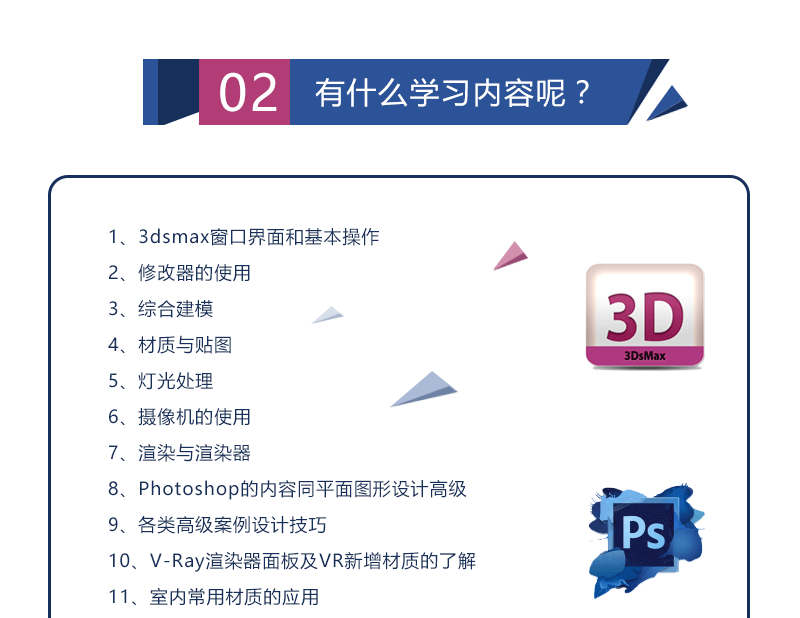 02 有什么学习内容呢？
1、3dsmax窗口界面和基本操作
2、修改器的使用
3、综合建模
4、材质与贴图
5、灯光处理
6、摄像机的使用
7、渲染与渲染器
8、Photoshop的内容同平面图形设计高级
9、各类高级案例设计技巧
10、V-Ray渲染器面板及VR新增材质的了解
11、室内常用材质的应用
3D
3DsMax
Ps